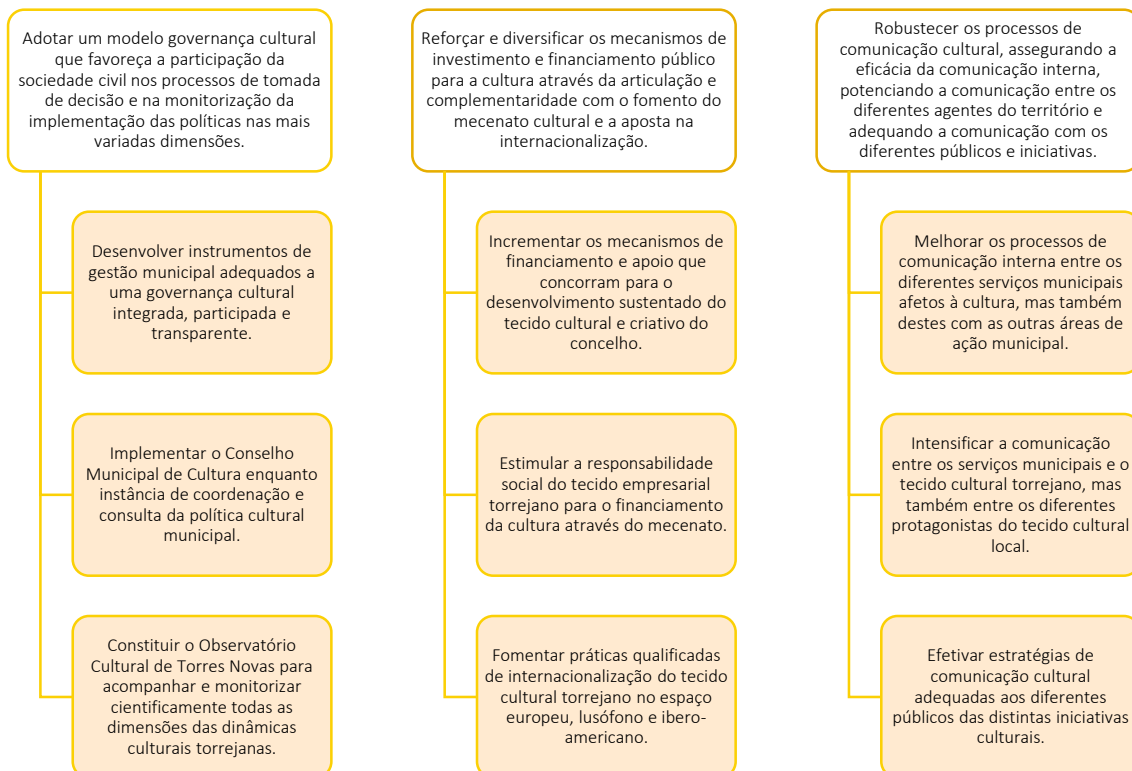 Adotar um modelo governança cultural
que favoreça a participação da
sociedade civil nos processos de tomada
de decisão e na monitorização da
implementação das políticas nas mais
variadas dimensões.
Desenvolver instrumentos de
gestão municipal adequados a
uma governança cultural
integrada, participada e
transparente.
Implementar o Conselho
Municipal de Cultura enquanto
instância de coordenação e
consulta da política cultural
municipal.
Constituir o Observatório
Cultural de Torres Novas para
acompanhar e monitorizar
cientificamente todas as
dimensões das dinâmicas
culturais torrejanas.
Reforçar e diversificar os mecanismos de
investimento e financiamento público
para a cultura através da articulação e
complementaridade com o fomento do
mecenato cultural e a aposta na
internacionalização.
Incrementar os mecanismos de
financiamento e apoio que
concorram para o
desenvolvimento sustentado do
tecido cultural e criativo do
concelho.
Estimular a responsabilidade
social do tecido empresarial
torrejano para o financiamento
da cultura através do mecenato.
Fomentar práticas qualificadas
de internacionalização do tecido
cultural torrejano no espaço
europeu, lusófono e ibero-
americano.
Robustecer os processos de
comunicação cultural, assegurando a
eficácia da comunicação interna,
potenciando a comunicação entre os
diferentes agentes do território e
adequando a comunicação com os
diferentes públicos e iniciativas.
Melhorar os processos de
comunicação interna entre os
diferentes serviços municipais
afetos à cultura, mas também
destes com as outras áreas de
ação municipal.
Intensificar a comunicação
entre os serviços municipais e o
tecido cultural torrejano, mas
também entre os diferentes
protagonistas do tecido cultural
local.
Efetivar estratégias de
comunicação cultural
adequadas aos diferentes
públicos das distintas iniciativas
culturais.